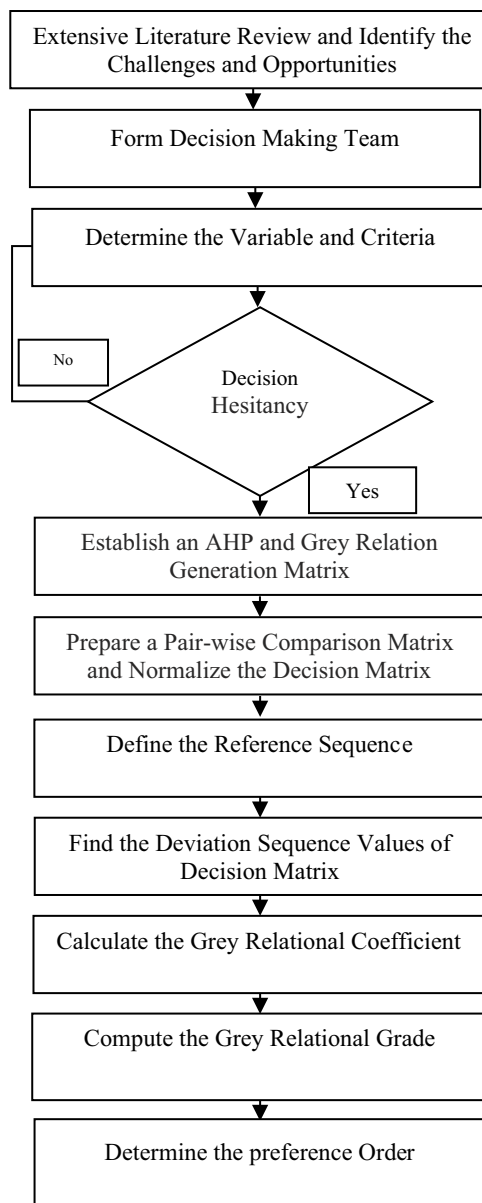 Extensive Literature Review and Identify the
Challenges and Opportunities
Form Decision Making Team
Determine the Variable and Criteria
No
Decision
Hesitancy
Yes
Establish an AHP and Grey Relation
Generation Matrix
Prepare a Pair-wise Comparison Matrix
and Normalize the Decision Matrix
Define the Reference Sequence
Find the Deviation Sequence Values of
Decision Matrix
Calculate the Grey Relational Coefficient
Compute the Grey Relational Grade
Determine the preference Order